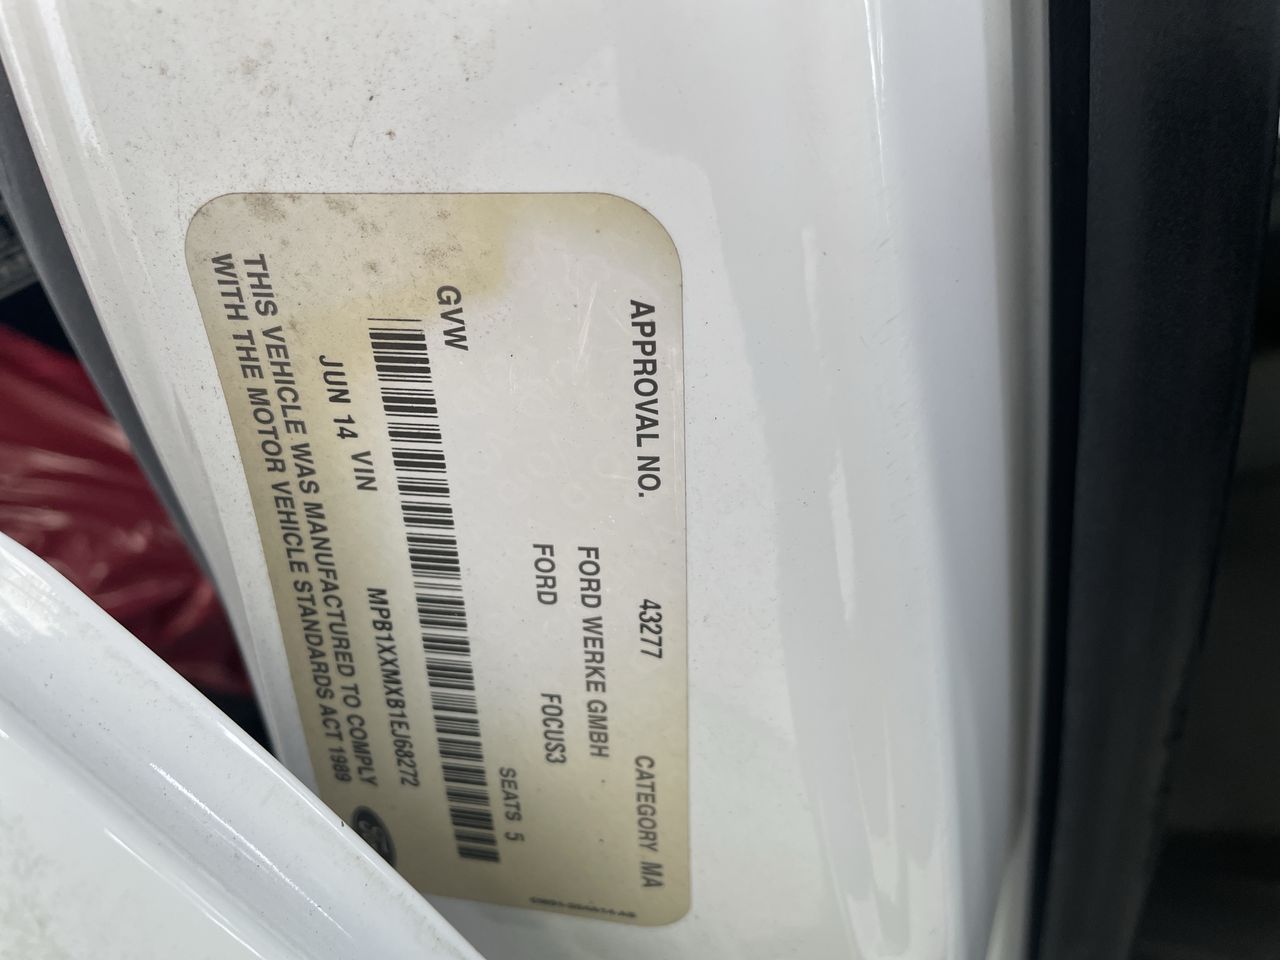 APPROVAL NO. 43277 CATEGORY MA
FORD WERKE GMBH
FORD FOCUS3
GVW SEATS 5
JUN 14 VIN MPB1XXMXB1EJ68272
THIS VEHICLE WAS MANUFACTURED TO COMPLY
WITH THE MOTOR VEHICLE STANDARDS ACT 1989